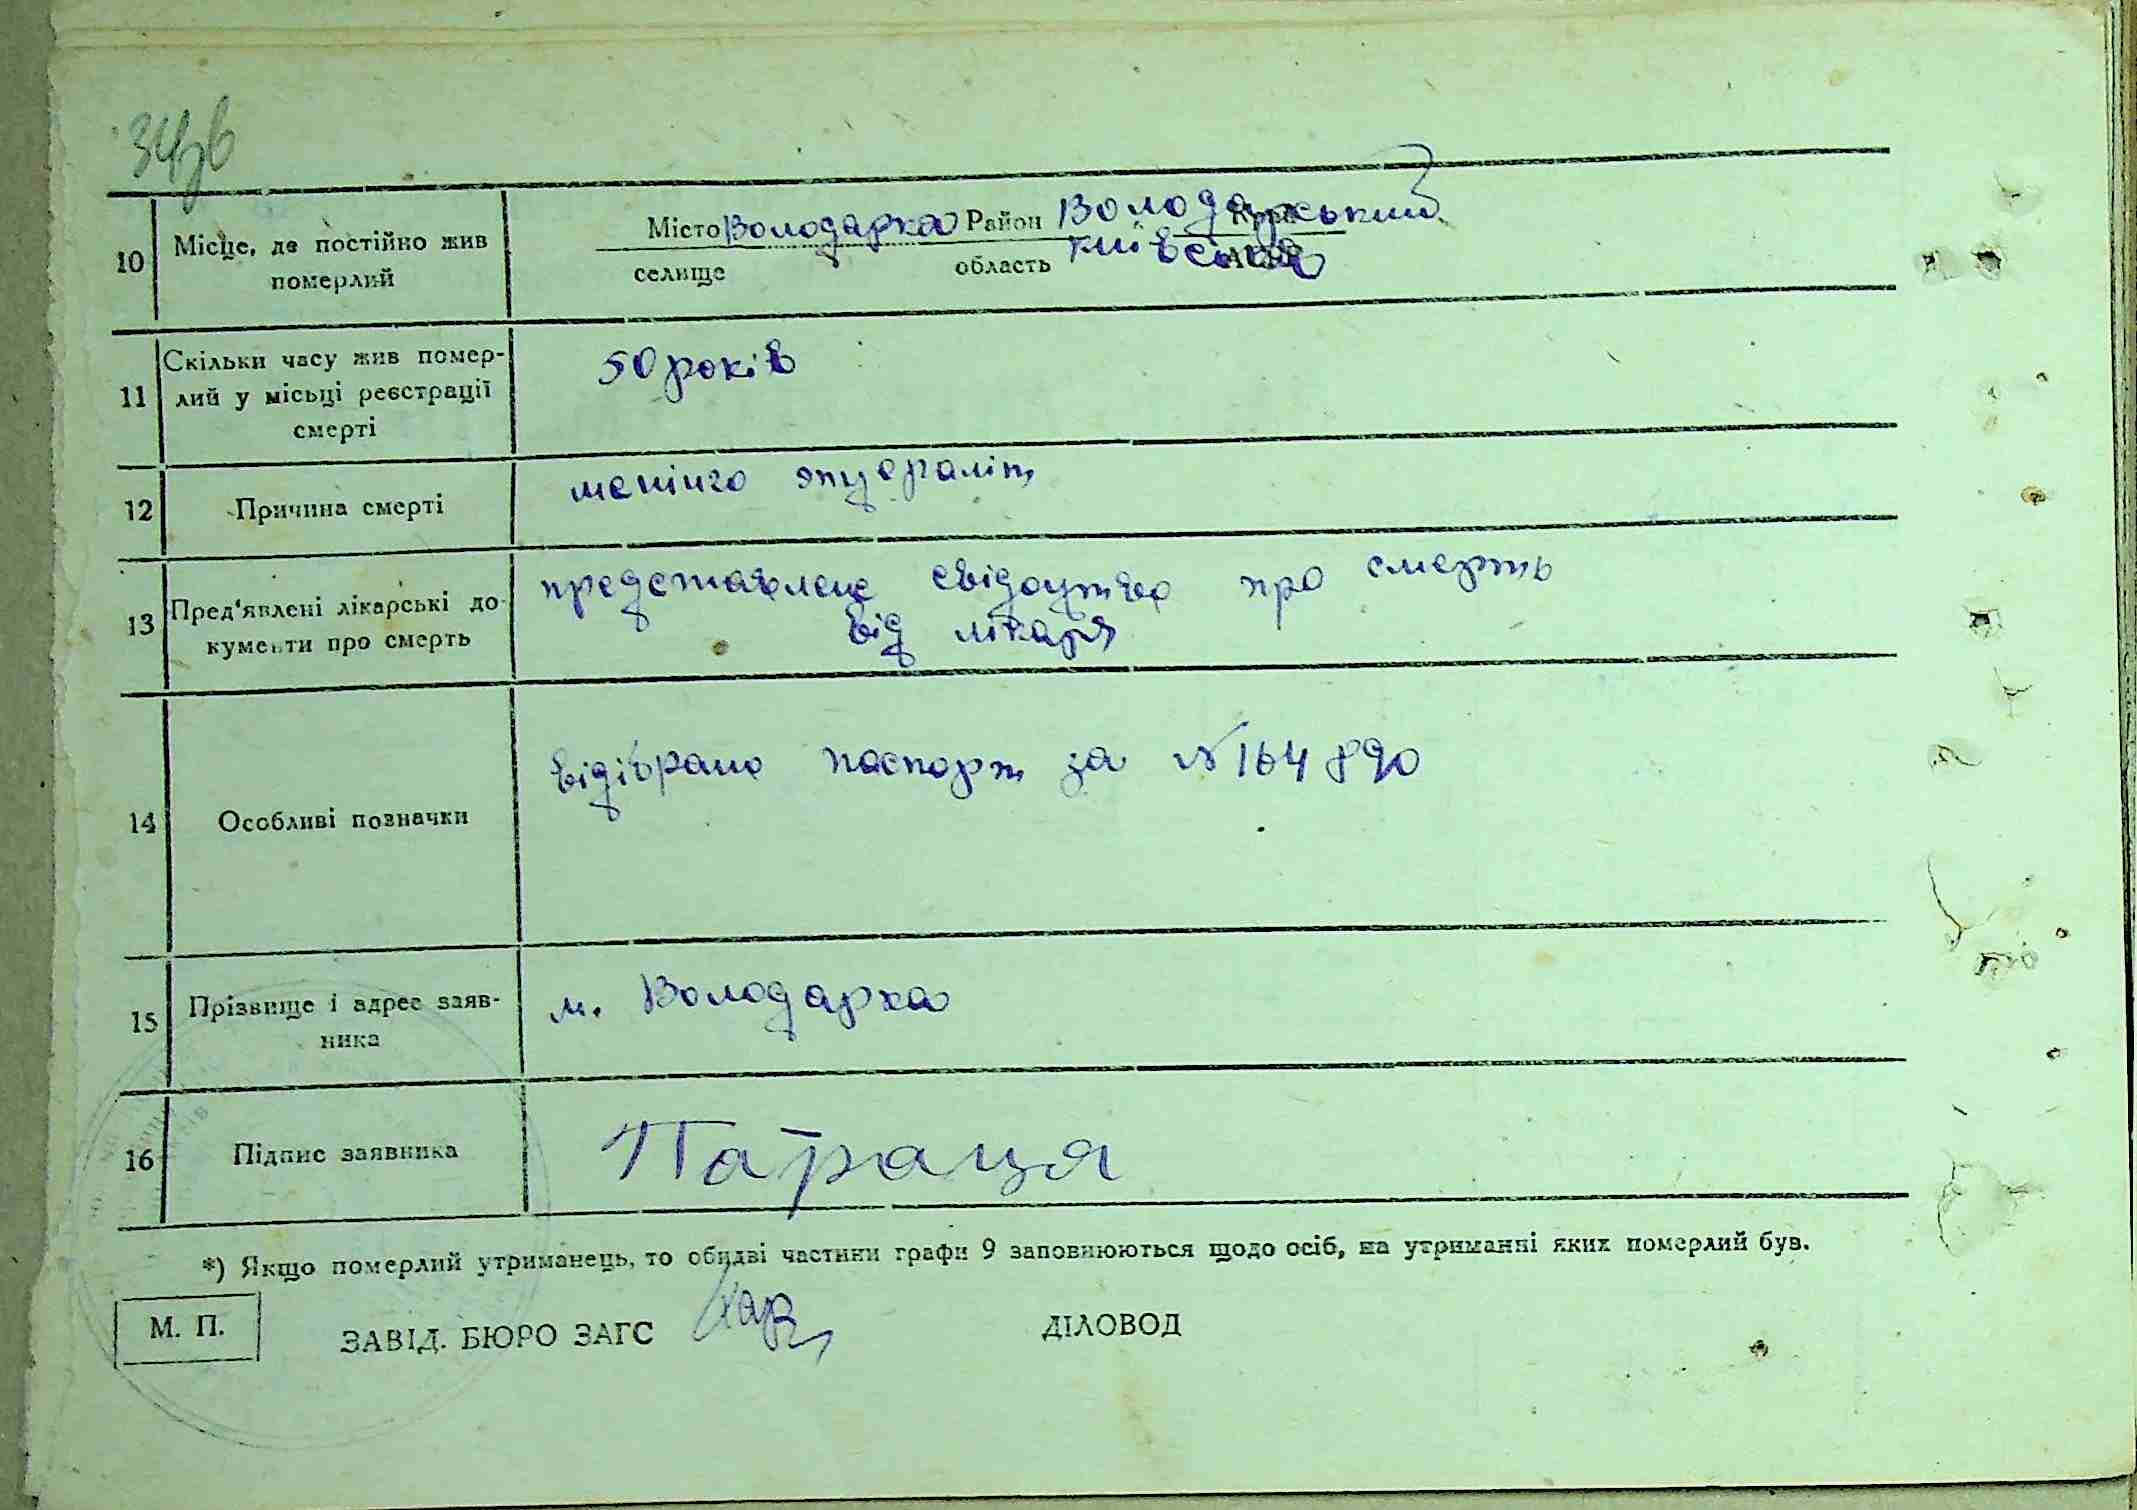 34зв
10 Місце, де постійно жив померлий
Місто Володарка Район Володарський
селище область Київська
11 Скільки часу жив помер-
лий у місьці реєстрації
смерті
50 років
12 Причина смерті
менінго энцефаліт
13 Пред'явлені лікарські до-
кументи про смерть
представлене свідоцтво про смерть
від лікаря
14 Особливі позначки
відібрано паспорт за №164890
15 Прізвище і адрес заяв-
ника
м. Володарка
16 Підпис заявника
*) Якщо померлий утриманець, то обидві частини графи 9 заповнюються щодо осіб, на утриманні яких померлий був.
М. П.
ЗАВІД. БЮРО ЗАГС
ДІЛОВОД